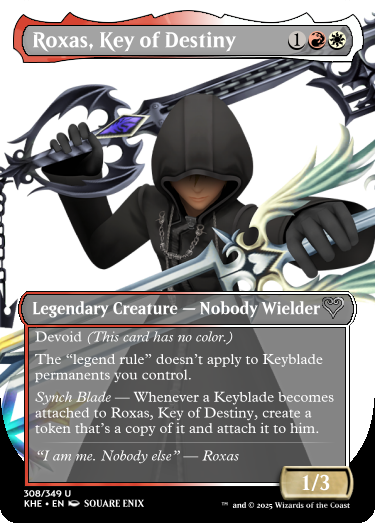 Roxas, Key of Destiny 1
Legendary Creature — Nobody Wielder
Devoid (This card has no color.)
The “legend rule” doesn’t apply to Keyblade
permanents you control.
Synch Blade — Whenever a Keyblade becomes
attached to Roxas, Key of Destiny, create a
token that’s a copy of it and attach it to him.
“I am me. Nobody else” — Roxas
1/3
308/349 U
KHE • EN SQUARE ENIX
™ and © 2025 Wizards of the Coast